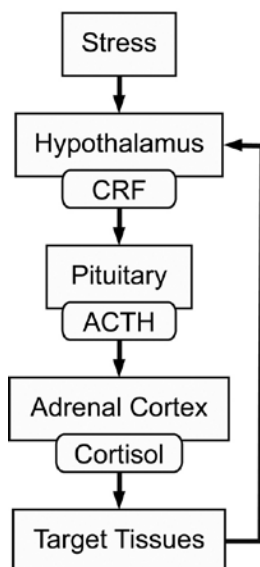 Stress
Hypothalamus
CRF
Pituitary
ACTH
Adrenal Cortex
Cortisol
Target Tissues